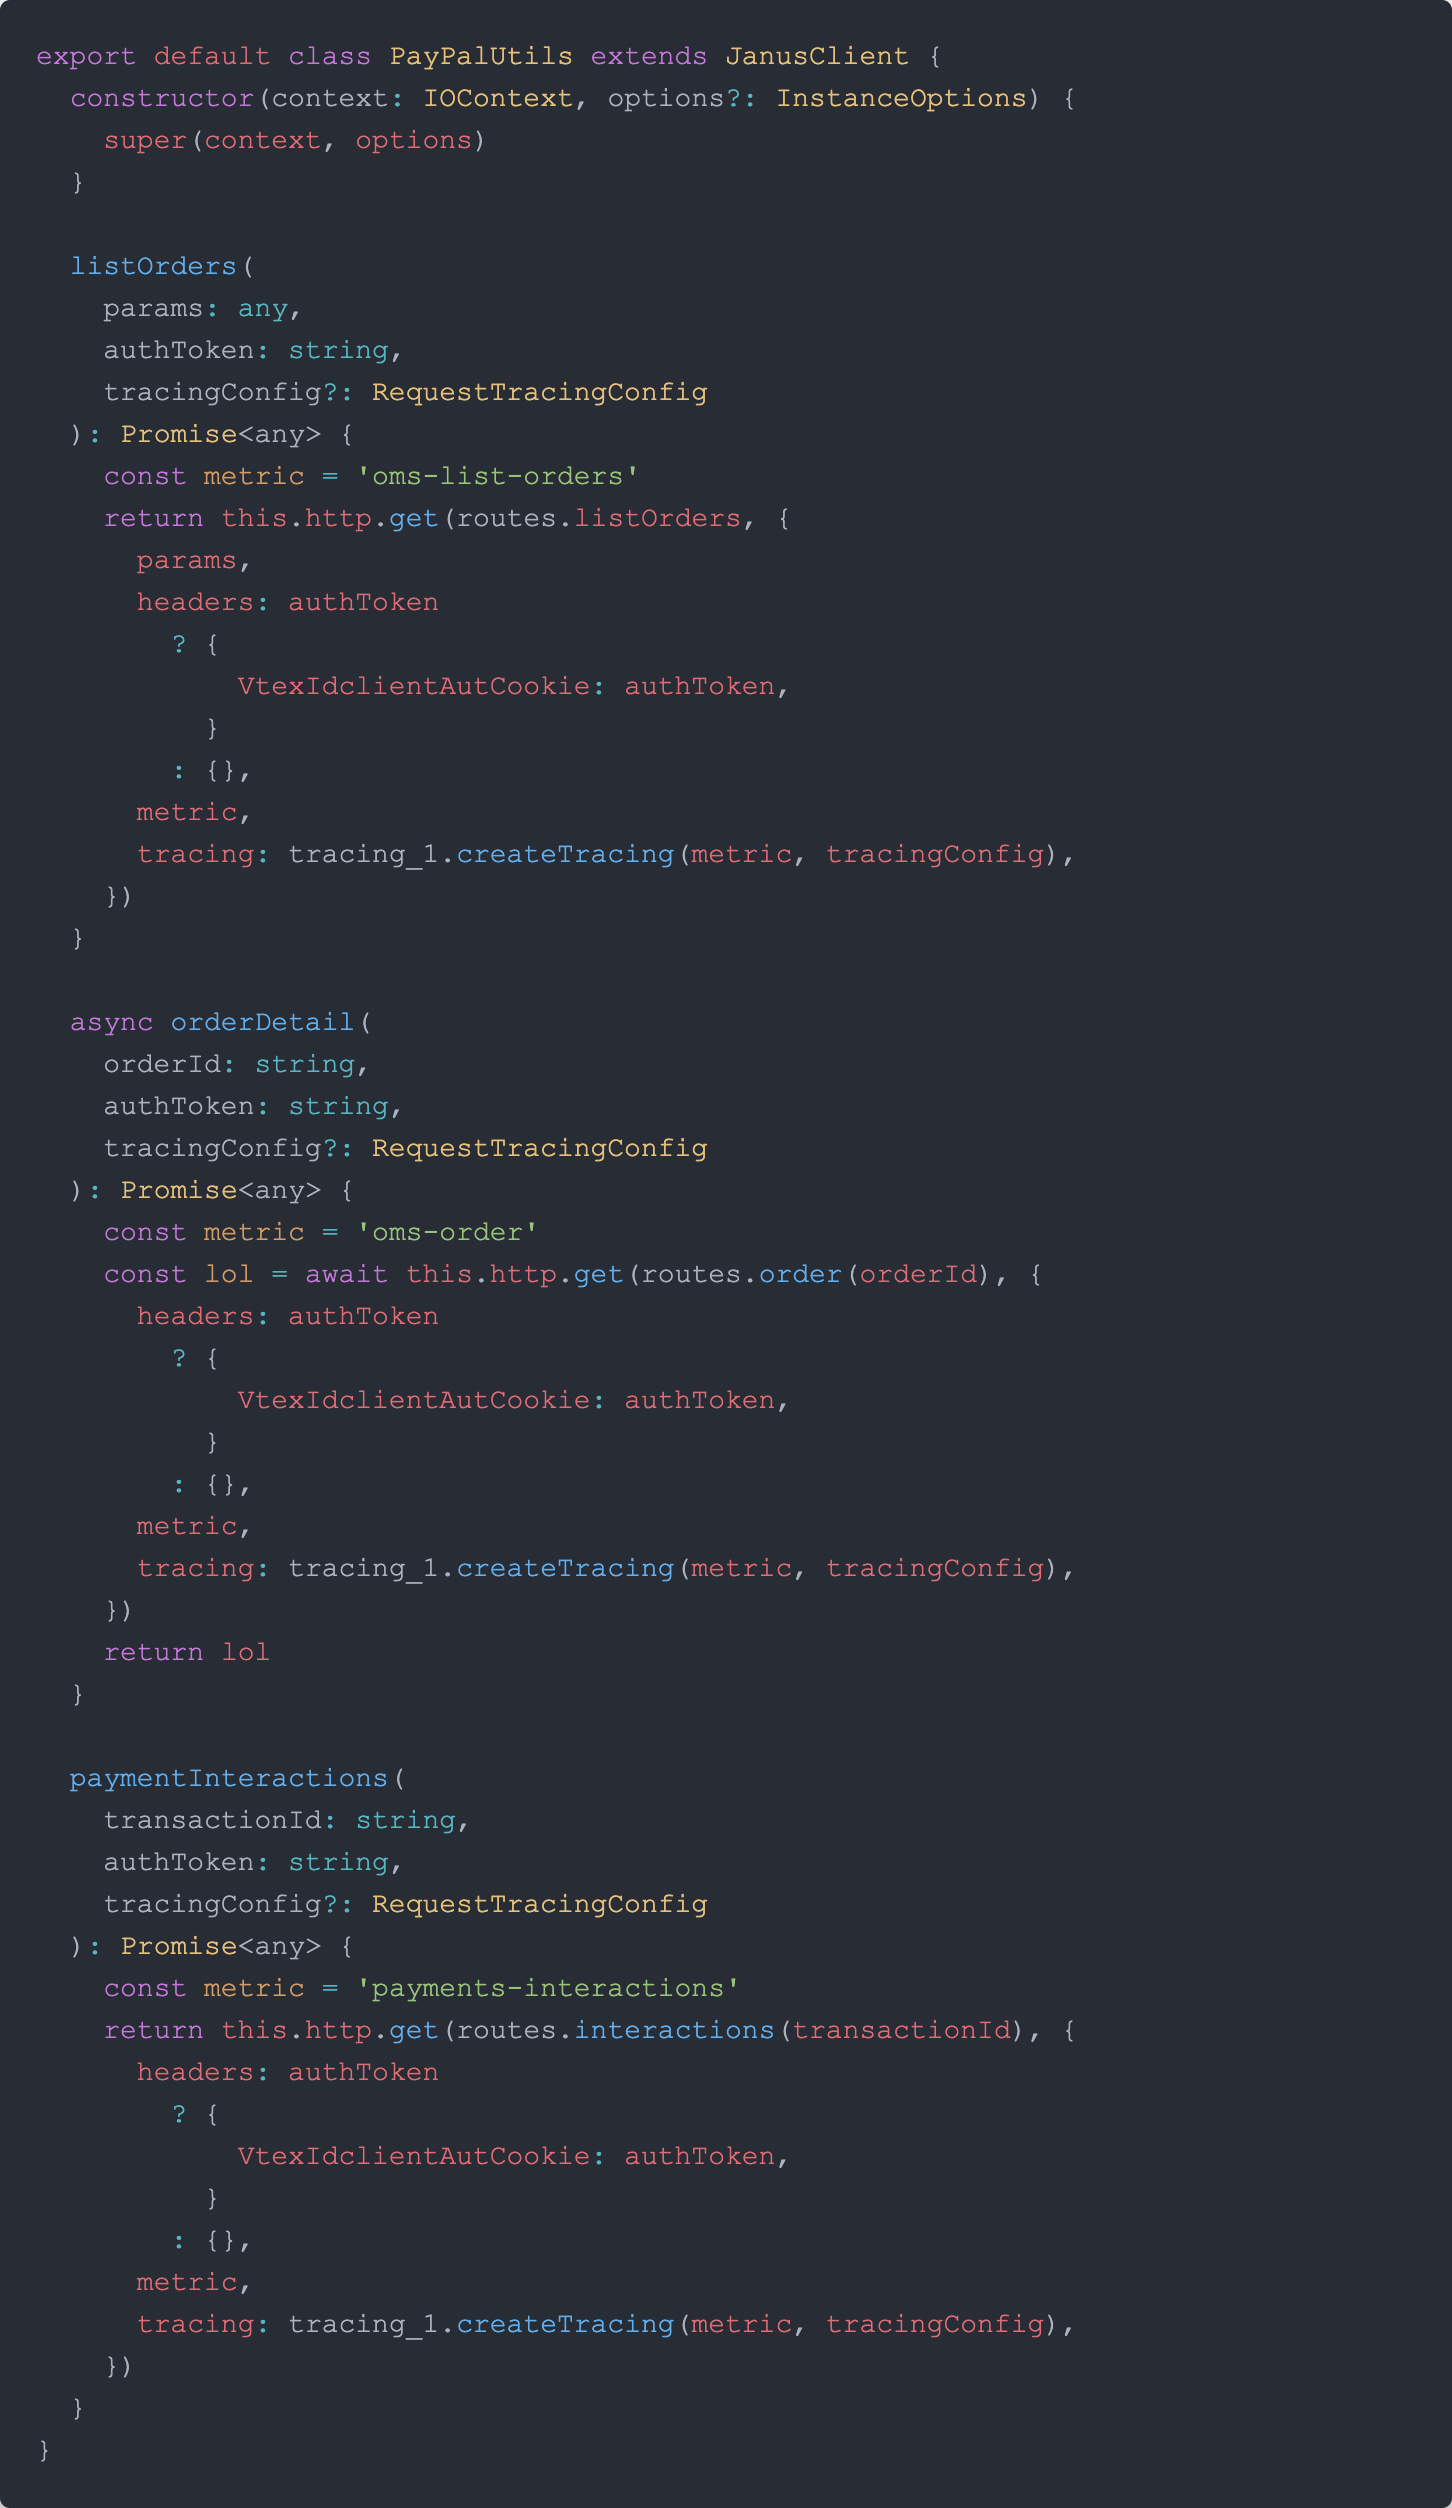 export default class PayPalUtils extends JanusClient {
  constructor(context: IOContext, options?: InstanceOptions) {
    super(context, options)
  }

  listOrders(
    params: any,
    authToken: string,
    tracingConfig?: RequestTracingConfig
  ): Promise<any> {
    const metric = 'oms-list-orders'
    return this.http.get(routes.listOrders, {
      params,
      headers: authToken
        ? {
            VtexIdclientAutCookie: authToken,
          }
        : {},
      metric,
      tracing: tracing_1.createTracing(metric, tracingConfig),
    })
  }

  async orderDetail(
    orderId: string,
    authToken: string,
    tracingConfig?: RequestTracingConfig
  ): Promise<any> {
    const metric = 'oms-order'
    const lol = await this.http.get(routes.order(orderId), {
      headers: authToken
        ? {
            VtexIdclientAutCookie: authToken,
          }
        : {},
      metric,
      tracing: tracing_1.createTracing(metric, tracingConfig),
    })
    return lol
  }

  paymentInteractions(
    transactionId: string,
    authToken: string,
    tracingConfig?: RequestTracingConfig
  ): Promise<any> {
    const metric = 'payments-interactions'
    return this.http.get(routes.interactions(transactionId), {
      headers: authToken
        ? {
            VtexIdclientAutCookie: authToken,
          }
        : {},
      metric,
      tracing: tracing_1.createTracing(metric, tracingConfig),
    })
  }
}